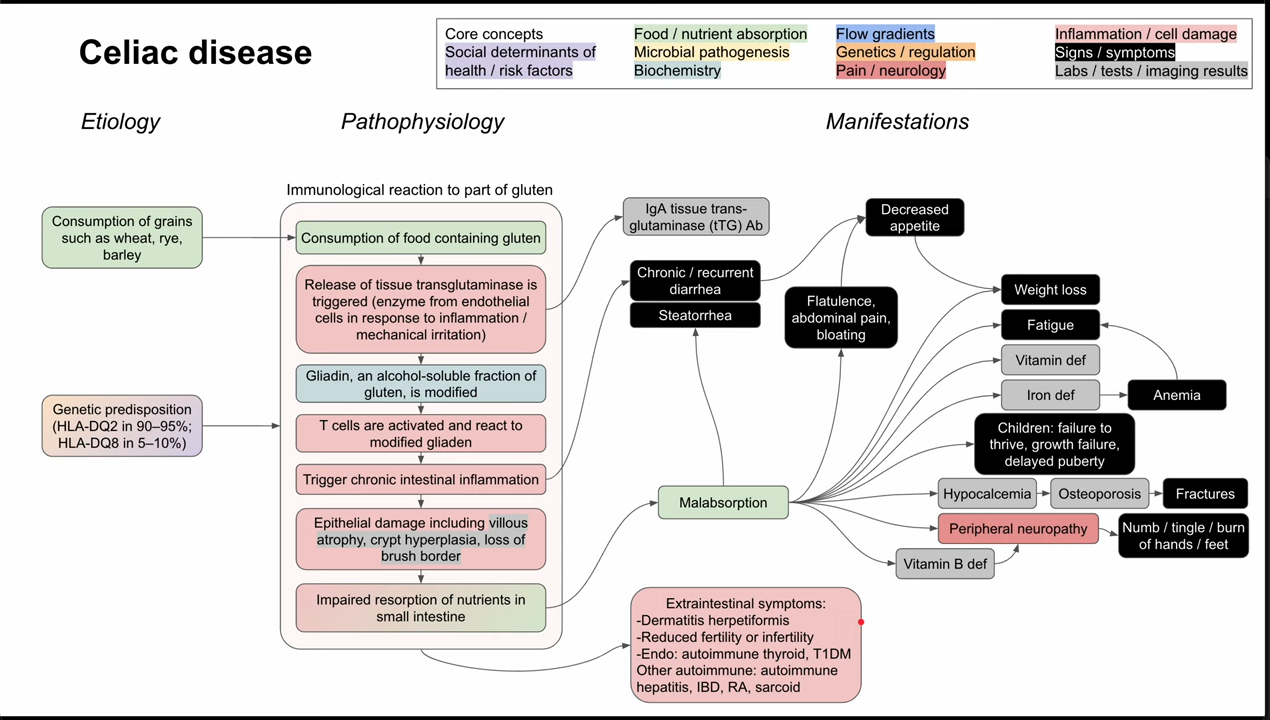 Celiac disease
Core concepts
Social determinants of
health / risk factors
Food / nutrient absorption
Microbial pathogenesis
Biochemistry
Flow gradients
Genetics / regulation
Pain / neurology
Inflammation / cell damage
Signs / symptoms
Labs / tests / imaging results
Etiology
Pathophysiology
Manifestations
Consumption of grains
such as wheat, rye,
barley
Genetic predisposition
(HLA-DQ2 in 90–95%;
HLA-DQ8 in 5–10%)
Immunological reaction to part of gluten
Consumption of food containing gluten
Release of tissue transglutaminase is
triggered (enzyme from endothelial
cells in response to inflammation /
mechanical irritation)
Gliadin, an alcohol-soluble fraction of
gluten, is modified
T cells are activated and react to
modified gliaden
Trigger chronic intestinal inflammation
Epithelial damage including villous
atrophy, crypt hyperplasia, loss of
brush border
Impaired resorption of nutrients in
small intestine
IgA tissue trans-
glutaminase (tTG) Ab
Chronic / recurrent
diarrhea
Steatorrhea
Malabsorption
Extraintestinal symptoms:
-Dermatitis herpetiformis
-Reduced fertility or infertility
-Endo: autoimmune thyroid, T1DM
Other autoimmune: autoimmune
hepatitis, IBD, RA, sarcoid
Decreased
appetite
Flatulence,
abdominal pain,
bloating
Weight loss
Fatigue
Vitamin def
Iron def
Anemia
Children: failure to
thrive, growth failure,
delayed puberty
Hypocalcemia
Osteoporosis
Fractures
Peripheral neuropathy
Numb / tingle / burn
of hands / feet
Vitamin B def